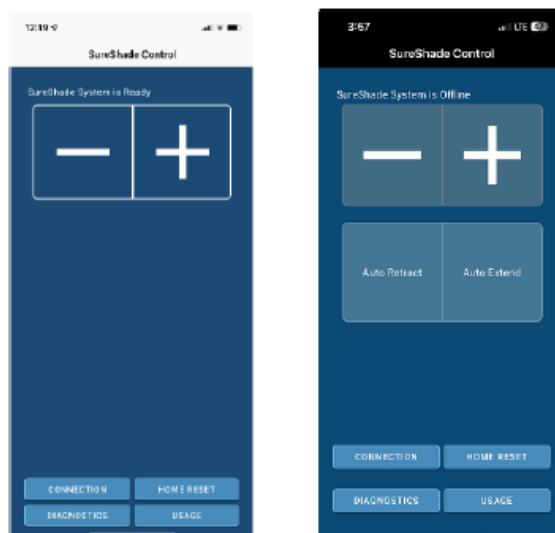 12:19
SureShade Control
SureShade System is Ready
CONNECTION HOME RESET
DIAGNOSTICS USAGE
3:57
LTE
SureShade Control
SureShade System is Offline
Auto Retract Auto Extend
CONNECTION HOME RESET
DIAGNOSTICS USAGE